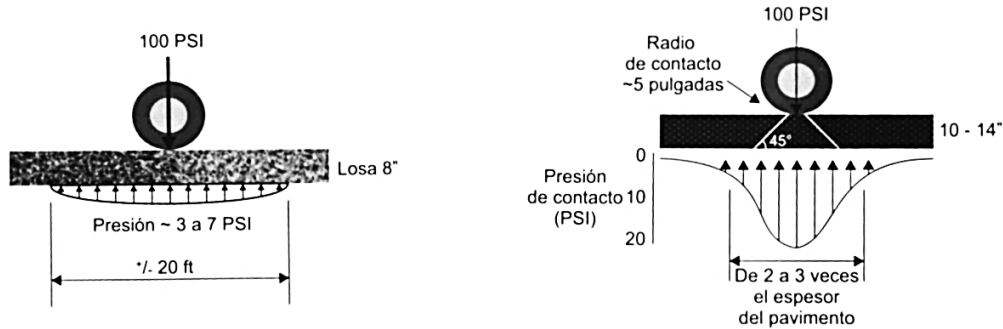 100 PSI
Losa 8"
Presión ~ 3 a 7 PSI
+/- 20 ft
100 PSI
Radio
de contacto
~5 pulgadas
45°
10 - 14"
Presión
de contacto
(PSI)
0
10
20
De 2 a 3 veces
el espesor
del pavimento